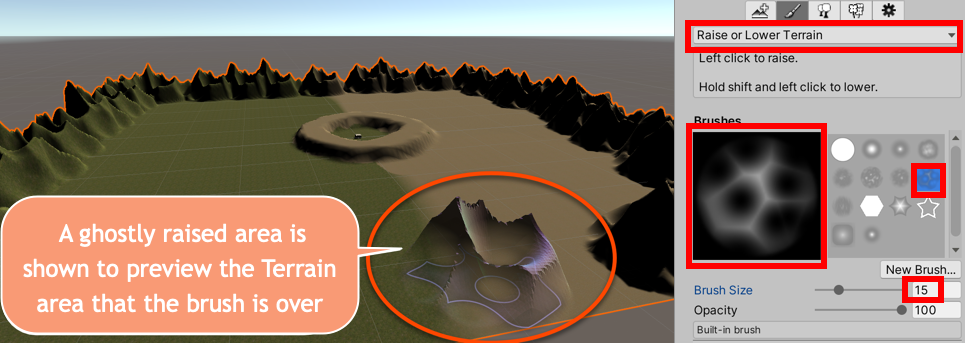 Raise or Lower Terrain
Left click to raise.
Hold shift and left click to lower.
Brushes
A ghostly raised area is
shown to preview the Terrain
area that the brush is over
New Brush...
Brush Size 15
Opacity 100
Built-in brush